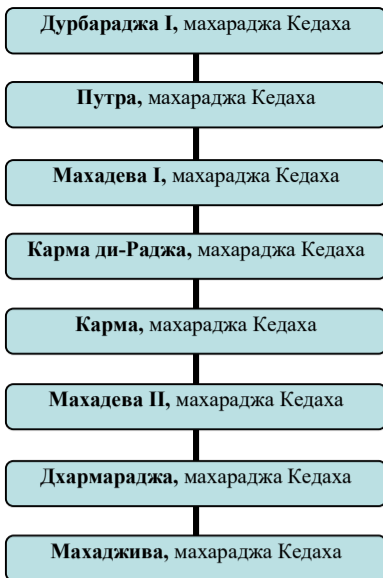 Дурбараджа I, махараджа Кедаха
Путра, махараджа Кедаха
Махадева I, махараджа Кедаха
Карма ди-Раджа, махараджа Кедаха
Карма, махараджа Кедаха
Махадева II, махараджа Кедаха
Дхармараджа, махараджа Кедаха
Махаджива, махараджа Кедаха